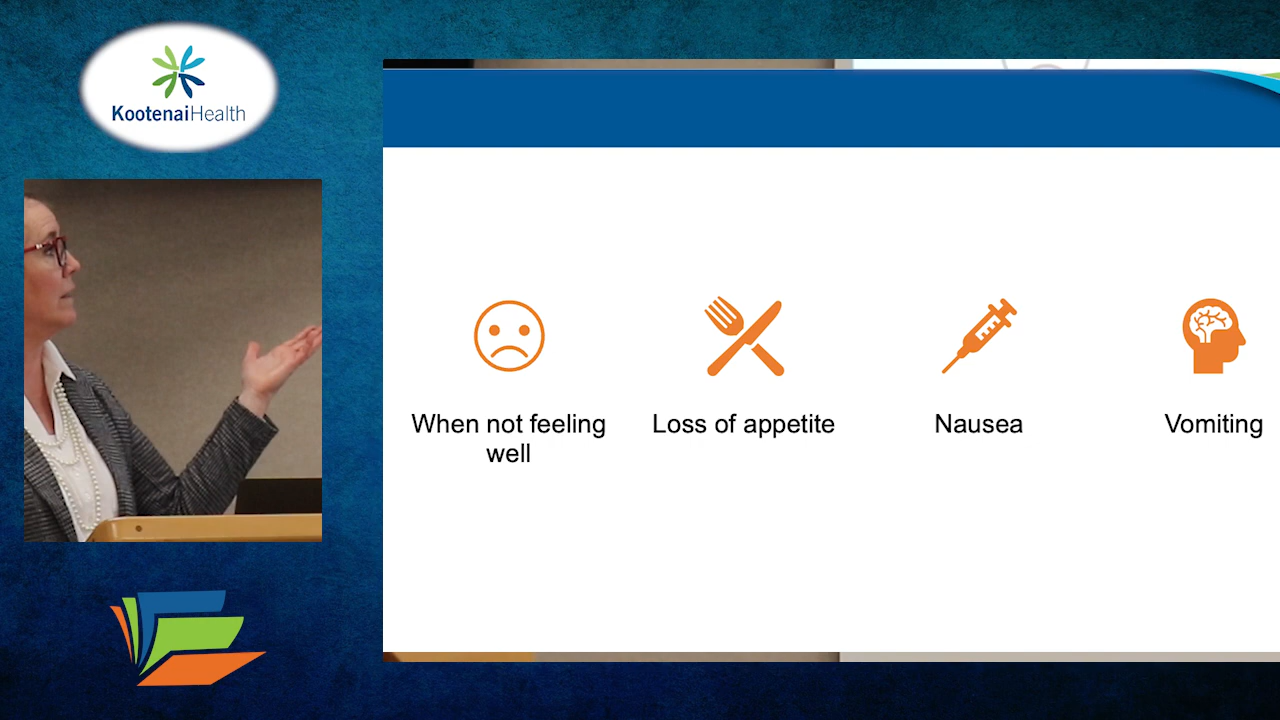 KootenaiHealth
When not feeling
well
Loss of appetite
Nausea
Vomiting